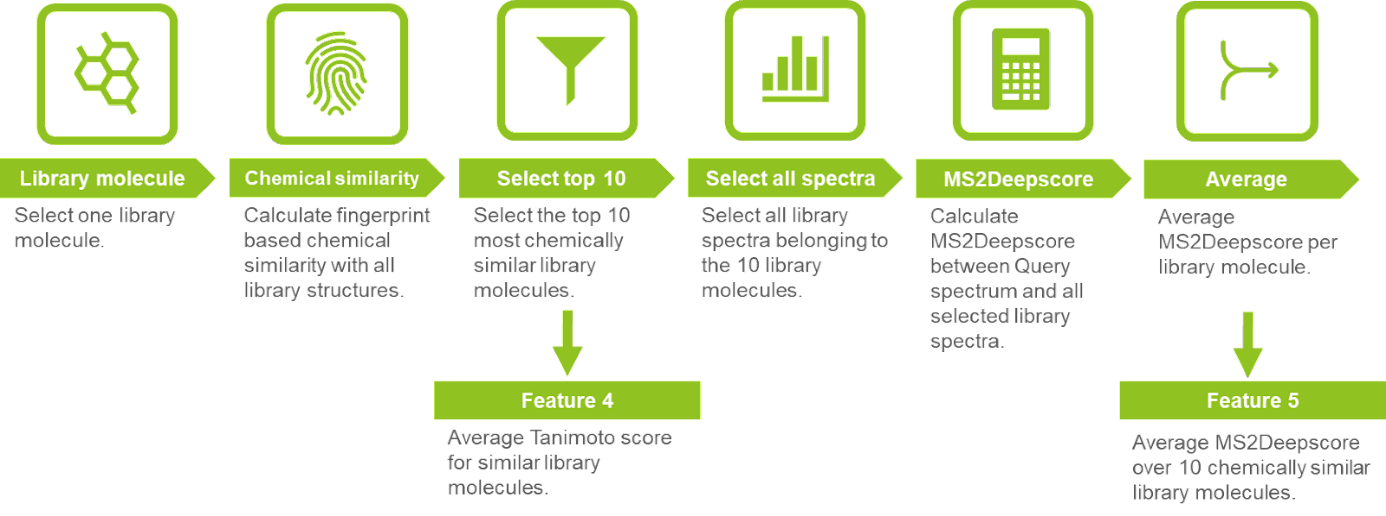 Library molecule
Select one library
molecule.
Chemical similarity
Calculate fingerprint
based chemical
similarity with all
library structures.
Select top 10
Select the top 10
most chemically
similar library
molecules.
Select all spectra
Select all library
spectra belonging to
the 10 library
molecules.
MS2Deepscore
Calculate
MS2Deepscore
between Query
spectrum and all
selected library
spectra.
Average
Average
MS2Deepscore per
library molecule.
Feature 4
Average Tanimoto score
for similar library
molecules.
Feature 5
Average MS2Deepscore
over 10 chemically similar
library molecules.